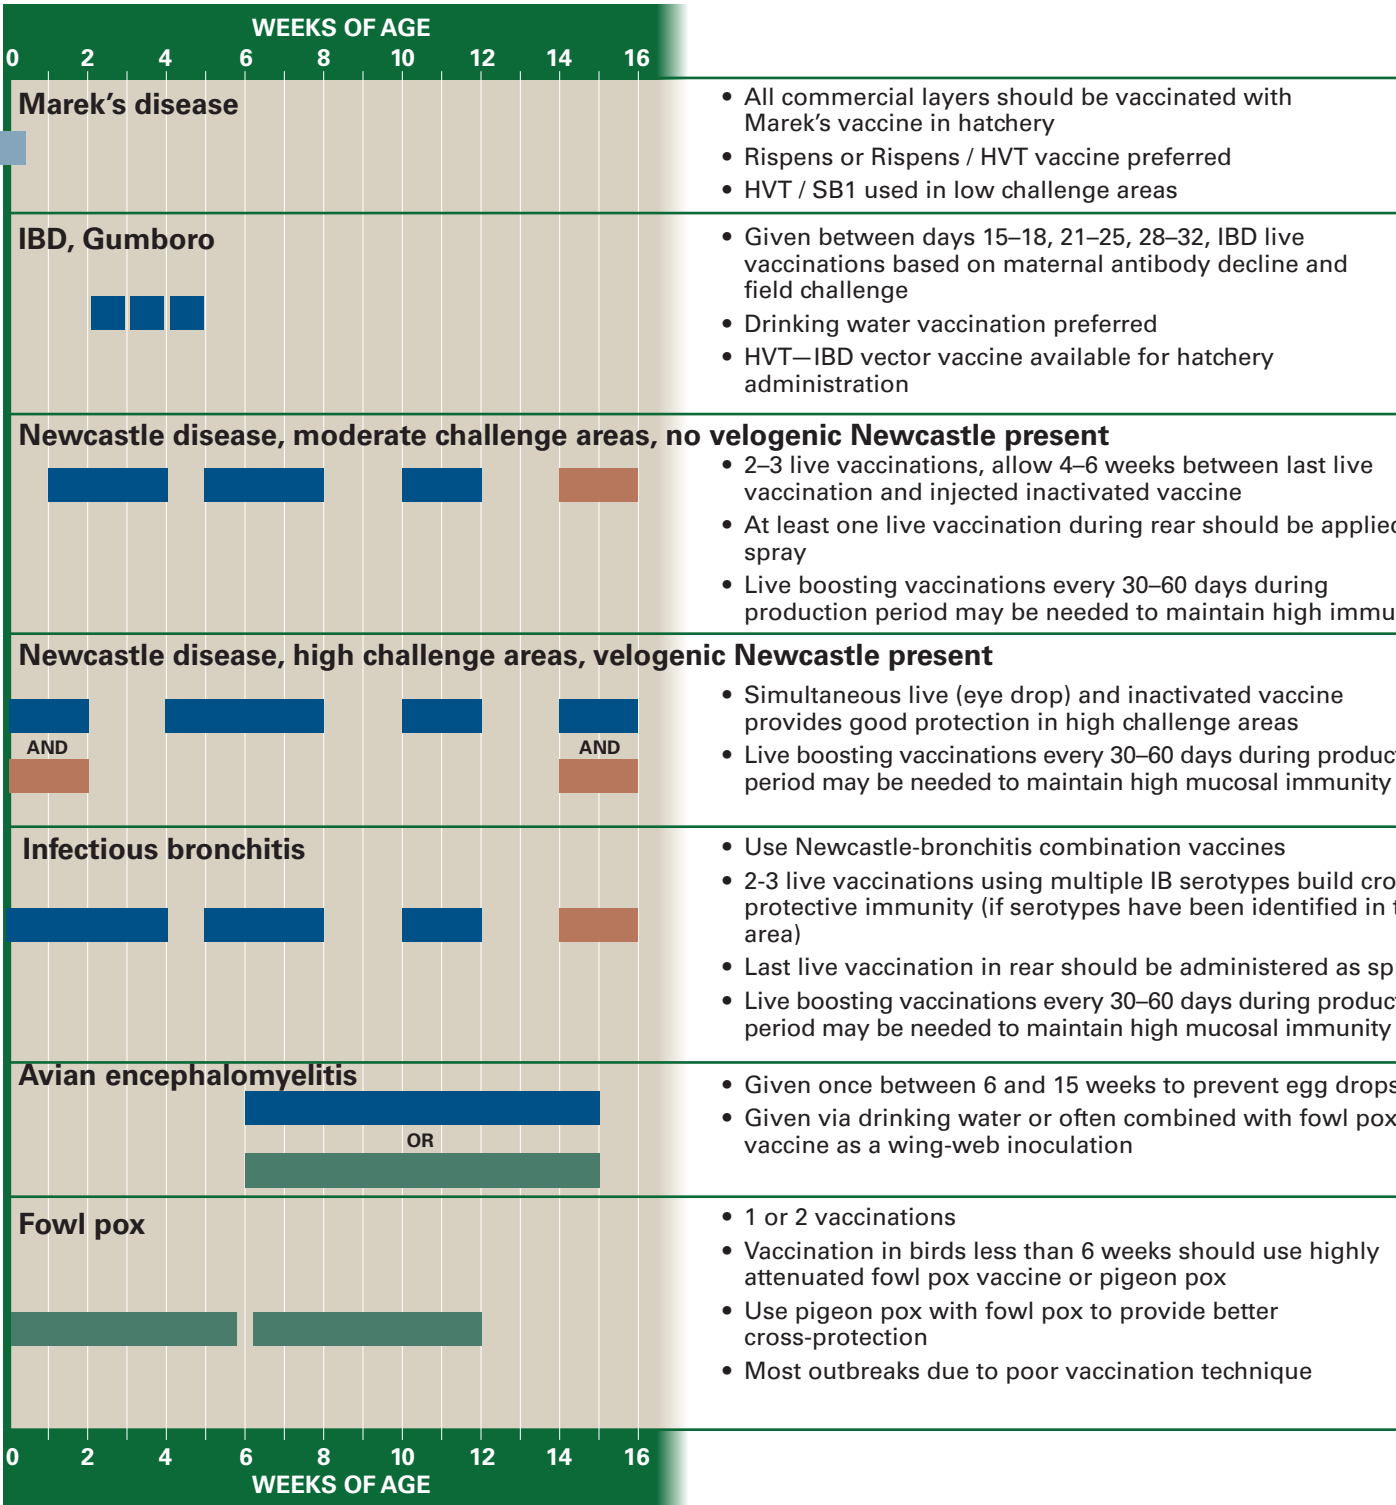 WEEKS OF AGE
0 2 4 6 8 10 12 14 16
Marek’s disease
• All commercial layers should be vaccinated with
Marek’s vaccine in hatchery
• Rispens or Rispens / HVT vaccine preferred
• HVT / SB1 used in low challenge areas
IBD, Gumboro
• Given between days 15–18, 21–25, 28–32, IBD live
vaccinations based on maternal antibody decline and
field challenge
• Drinking water vaccination preferred
• HVT—IBD vector vaccine available for hatchery
administration
Newcastle disease, moderate challenge areas, no velogenic Newcastle present
• 2–3 live vaccinations, allow 4–6 weeks between last live
vaccination and injected inactivated vaccine
• At least one live vaccination during rear should be applied
spray
• Live boosting vaccinations every 30–60 days during
production period may be needed to maintain high immu
Newcastle disease, high challenge areas, velogenic Newcastle present
AND
AND
• Simultaneous live (eye drop) and inactivated vaccine
provides good protection in high challenge areas
• Live boosting vaccinations every 30–60 days during product
period may be needed to maintain high mucosal immunity
Infectious bronchitis
• Use Newcastle-bronchitis combination vaccines
• 2-3 live vaccinations using multiple IB serotypes build cro
protective immunity (if serotypes have been identified in t
area)
• Last live vaccination in rear should be administered as sp
• Live boosting vaccinations every 30–60 days during product
period may be needed to maintain high mucosal immunity
Avian encephalomyelitis
OR
• Given once between 6 and 15 weeks to prevent egg drops
• Given via drinking water or often combined with fowl pox
vaccine as a wing-web inoculation
Fowl pox
• 1 or 2 vaccinations
• Vaccination in birds less than 6 weeks should use highly
attenuated fowl pox vaccine or pigeon pox
• Use pigeon pox with fowl pox to provide better
cross-protection
• Most outbreaks due to poor vaccination technique
0 2 4 6 8 10 12 14 16
WEEKS OF AGE